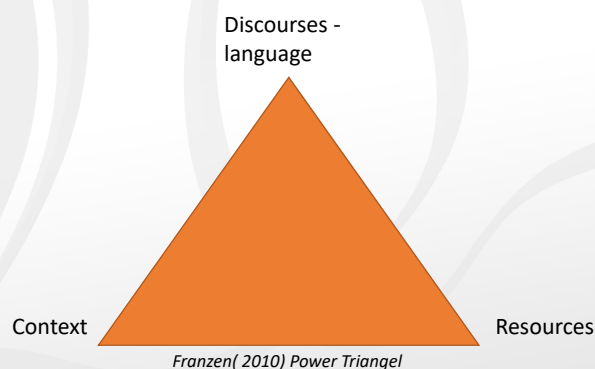 Discourses -
language
Context
Resources
Franzen( 2010) Power Triangel